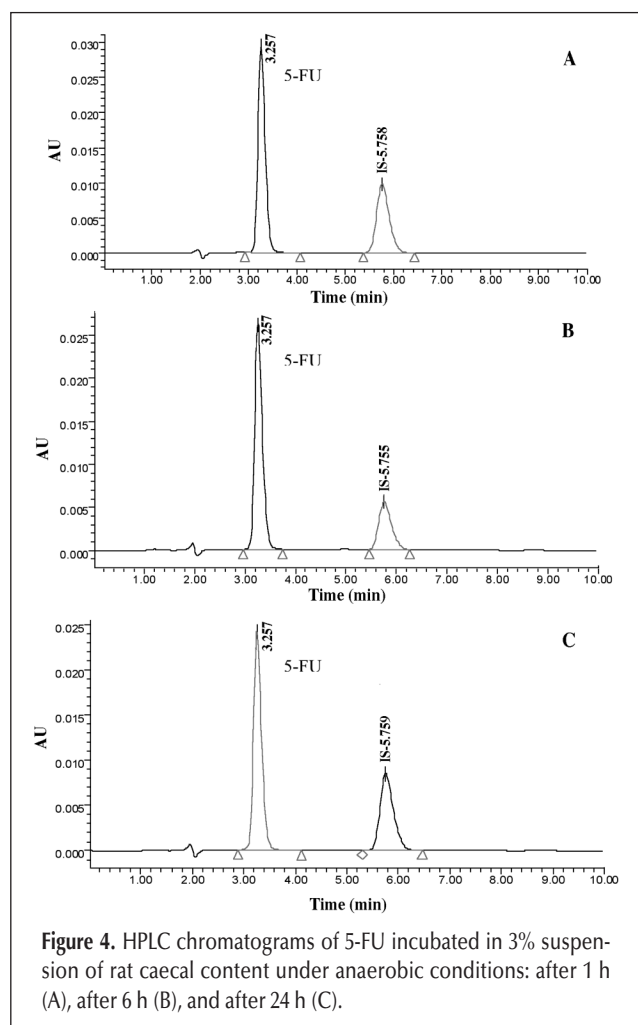 0.030
3.257
A
5-FU
0.025
0.020
AU
0.015
IS-5.758
0.010
0.005
0.000
1.00 2.00 3.00 4.00 5.00 6.00 7.00 8.00 9.00 10.00
Time (min)
3.257
B
0.025
5-FU
0.020
AU
0.015
IS-5.755
0.010
0.005
0.000
1.00 2.00 3.00 4.00 5.00 6.00 7.00 8.00 9.00 10.00
Time (min)
0.025
3.257
C
5-FU
0.020
0.015
AU
IS-5.759
0.010
0.005
0.000
1.00 2.00 3.00 4.00 5.00 6.00 7.00 8.00 9.00 10.00
Time (min)
Figure 4. HPLC chromatograms of 5-FU incubated in 3% suspen-
sion of rat caecal content under anaerobic conditions: after 1 h
(A), after 6 h (B), and after 24 h (C).